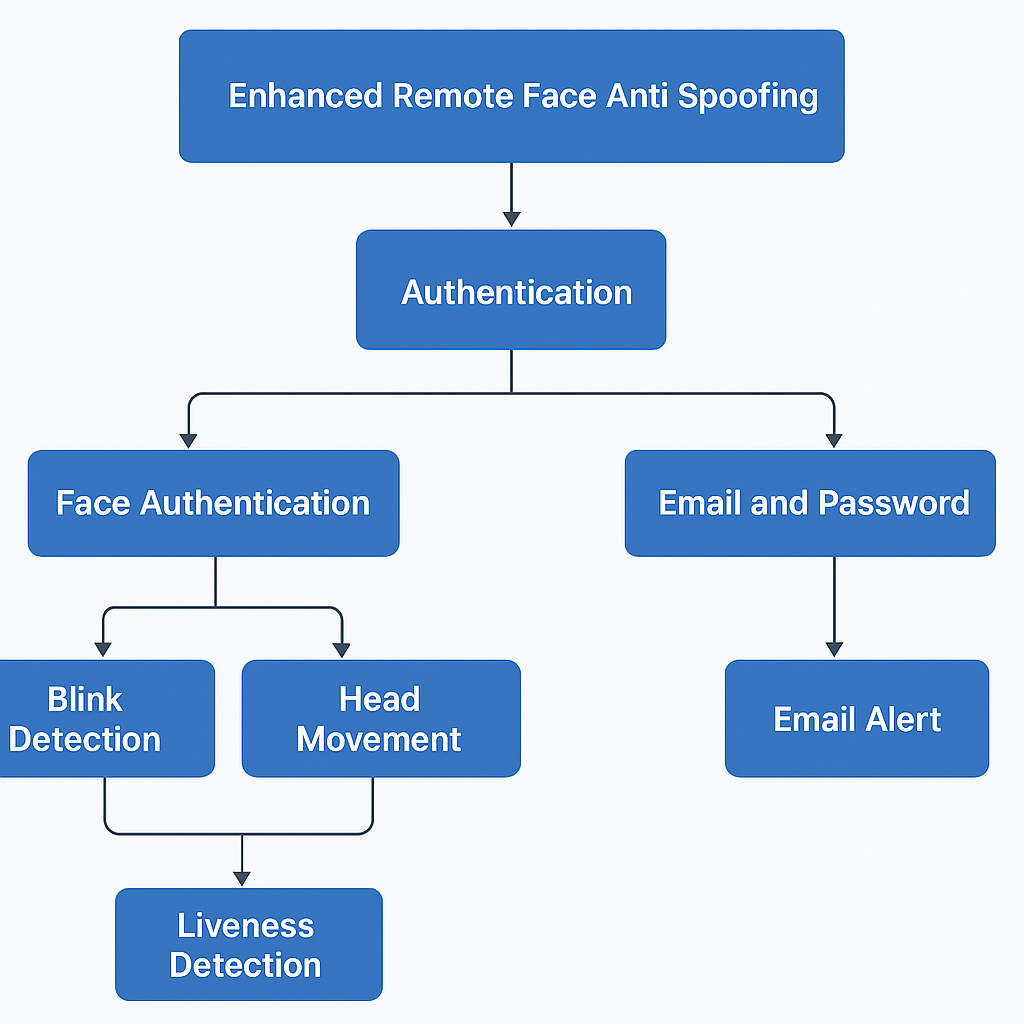 Enhanced Remote Face Anti Spoofing
Authentication
Face Authentication
Email and Password
Blink
Detection
Head
Movement
Email Alert
Liveness
Detection